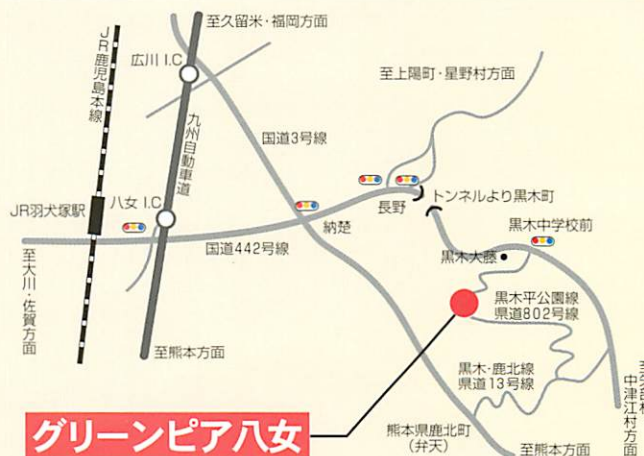 至久留米・福岡方面
広川 I.C
JR鹿児島本線
至上陽町・星野村方面
九州自動車道
国道3号線
八女 I.C
JR羽犬塚駅
納楚
長野
トンネルより黒木町
黒木中学校前
国道442号線
黒木大藤
至大川・佐賀方面
黒木平公園線
県道802号線
至熊本方面
黒木・鹿北線
県道13号線
中津江村方面
グリーンピア八女
熊本県鹿北町
(弁天)
至熊本方面